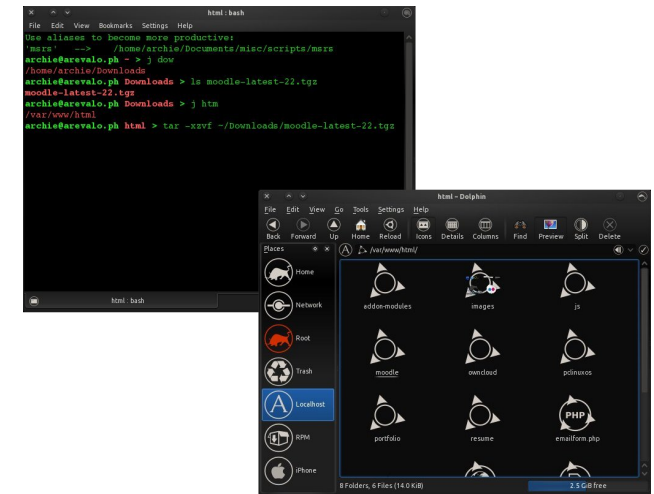 html : bash
File Edit View Bookmarks Settings Help
Use aliases to become more productive:
'msrs' --> /home/archie/Documents/misc/scripts/msrs
archie@arevalo.ph ~ > j dow
/home/archie/Downloads
archie@arevalo.ph Downloads > ls moodle-latest-22.tgz
moodle-latest-22.tgz
archie@arevalo.ph Downloads > j htm
/var/www/html
archie@arevalo.ph html > tar -xzvf ~/Downloads/moodle-latest-22.tgz
html : bash
html – Dolphin
File Edit View Go Tools Settings Help
Back Forward Up Home Reload Icons Details Columns Find Preview Split Delete
Places
/var/www/html/
Home
Network
Root
Trash
Localhost
RPM
iPhone
addon-modules images js
moodle owncloud pclinuxos
PHP
portfolio resume emailform.php
8 Folders, 6 Files (14.0 KiB) 2.5 GiB free